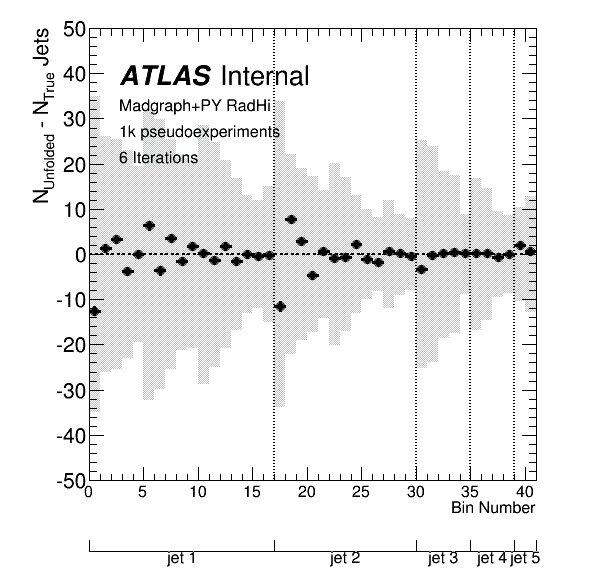 N_Unfolded - N_True Jets
50
40
30
20
10
0
-10
-20
-30
-40
-50
ATLAS Internal
Madgraph+PY RadHi
1k pseudoexperiments
6 Iterations
0 5 10 15 20 25 30 35 40
Bin Number
jet 1 jet 2 jet 3 jet 4 jet 5